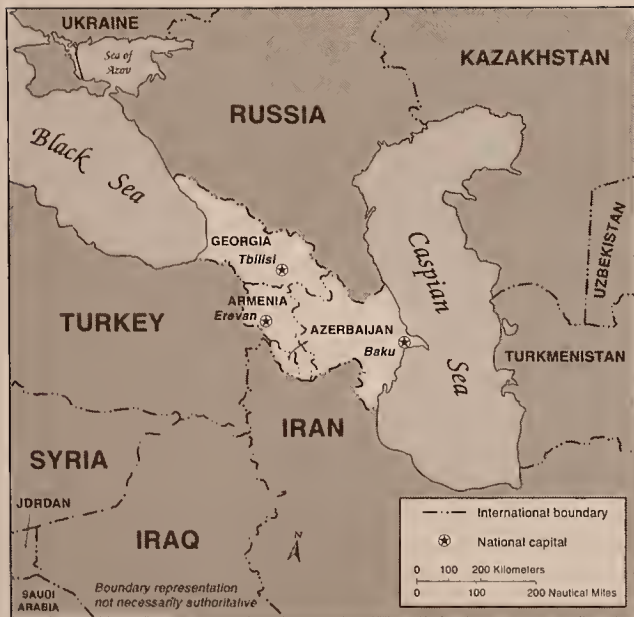 UKRAINE
Sea of
Azov
KAZAKHSTAN
RUSSIA
Black Sea
GEORGIA
Tbilisi
Caspian Sea
UZBEKISTAN
ARMENIA
Erevan
AZERBAIJAN
Baku
TURKEY
TURKMENISTAN
IRAN
SYRIA
JORDAN
IRAQ
SAUDI
ARABIA
N
Boundary representation
not necessarily authoritative
International boundary
National capital
0 100 200 Kilometers
0 100 200 Nautical Miles